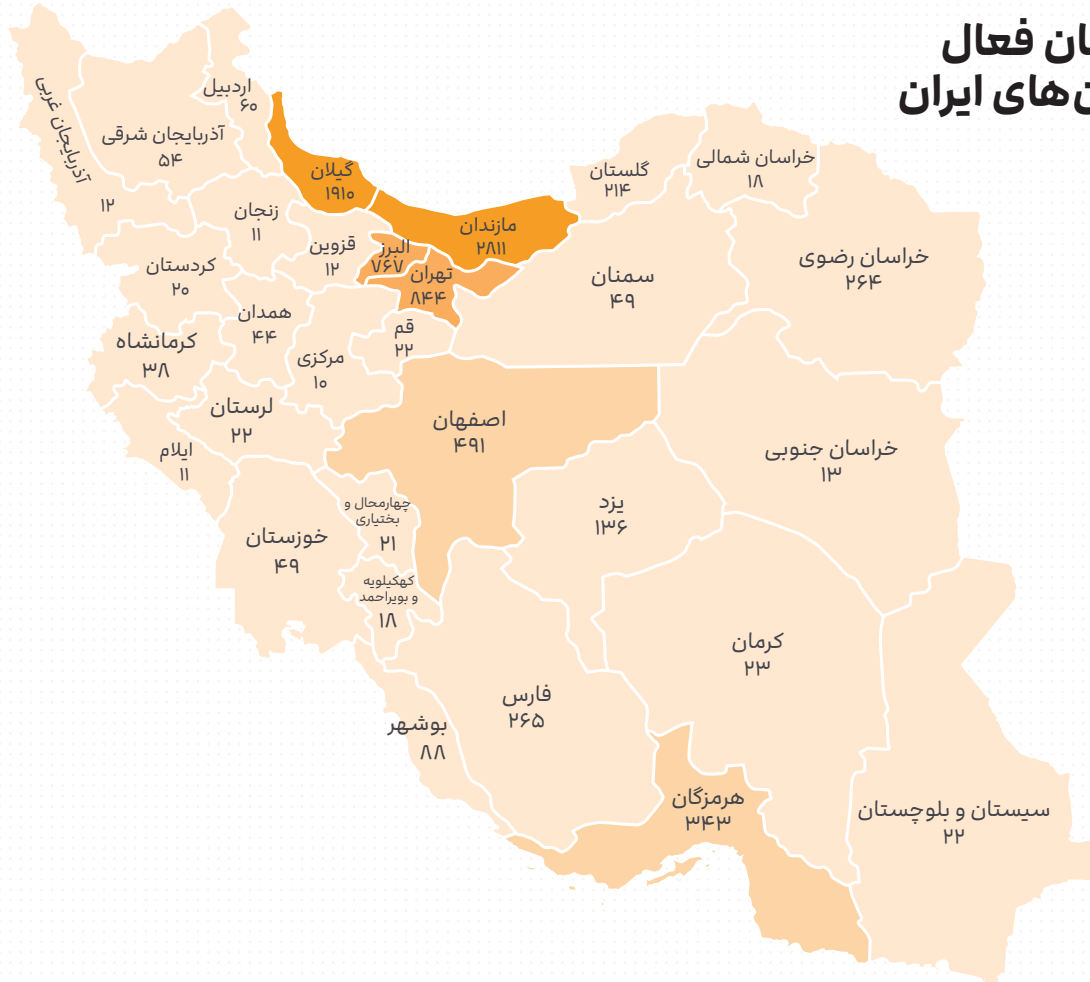 ان فعال
ن‌های ایران
اردبیل
۶۰
آذربایجان شرقی
۵۴
آذربایجان غربی
۱۲
گیلان
۱۹۱۰
مازندان
۲۸۱۱
گلستان
۲۱۴
خراسان شمالی
۱۸
خراسان رضوی
۲۶۴
زنجان
۱۱
قزوین
۱۲
البرز
۷۶۷
تهران
۸۴۴
سمنان
۴۹
کردستان
۲۰
همدان
۴۴
قم
۲۲
مرکزی
۱۰
کرمانشاه
۳۸
لرستان
۲۲
ایلام
۱۱
اصفهان
۴۹۱
خراسان جنوبی
۱۳
یزد
۱۳۶
چهارمحال و
بختیاری
۲۱
خوزستان
۴۹
کهکیلویه
و بویراحمد
۱۸
کرمان
۲۳
فارس
۲۶۵
بوشهر
۸۸
هرمزگان
۳۴۳
سیستان و بلوچستان
۲۲